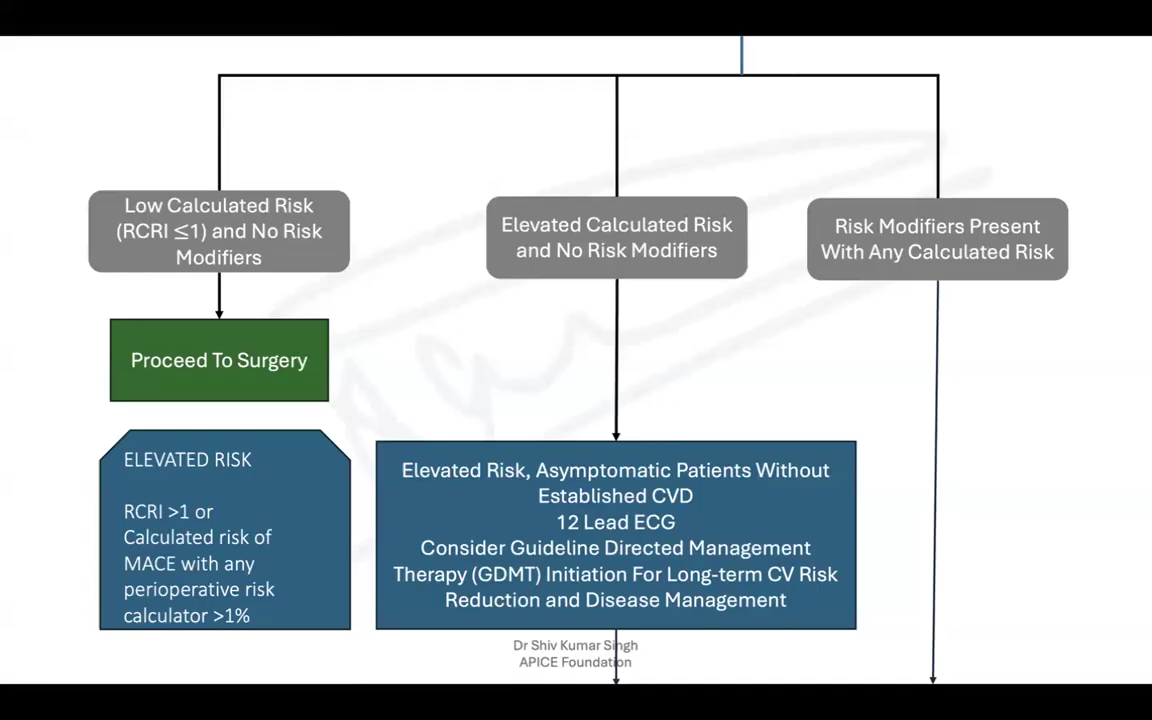 Low Calculated Risk
(RCRI ≤1) and No Risk
Modifiers
Elevated Calculated Risk
and No Risk Modifiers
Risk Modifiers Present
With Any Calculated Risk
Proceed To Surgery
ELEVATED RISK
RCRI >1 or
Calculated risk of
MACE with any
perioperative risk
calculator >1%
Elevated Risk, Asymptomatic Patients Without
Established CVD
12 Lead ECG
Consider Guideline Directed Management
Therapy (GDMT) Initiation For Long-term CV Risk
Reduction and Disease Management
Dr Shiv Kumar Singh
APICE Foundation